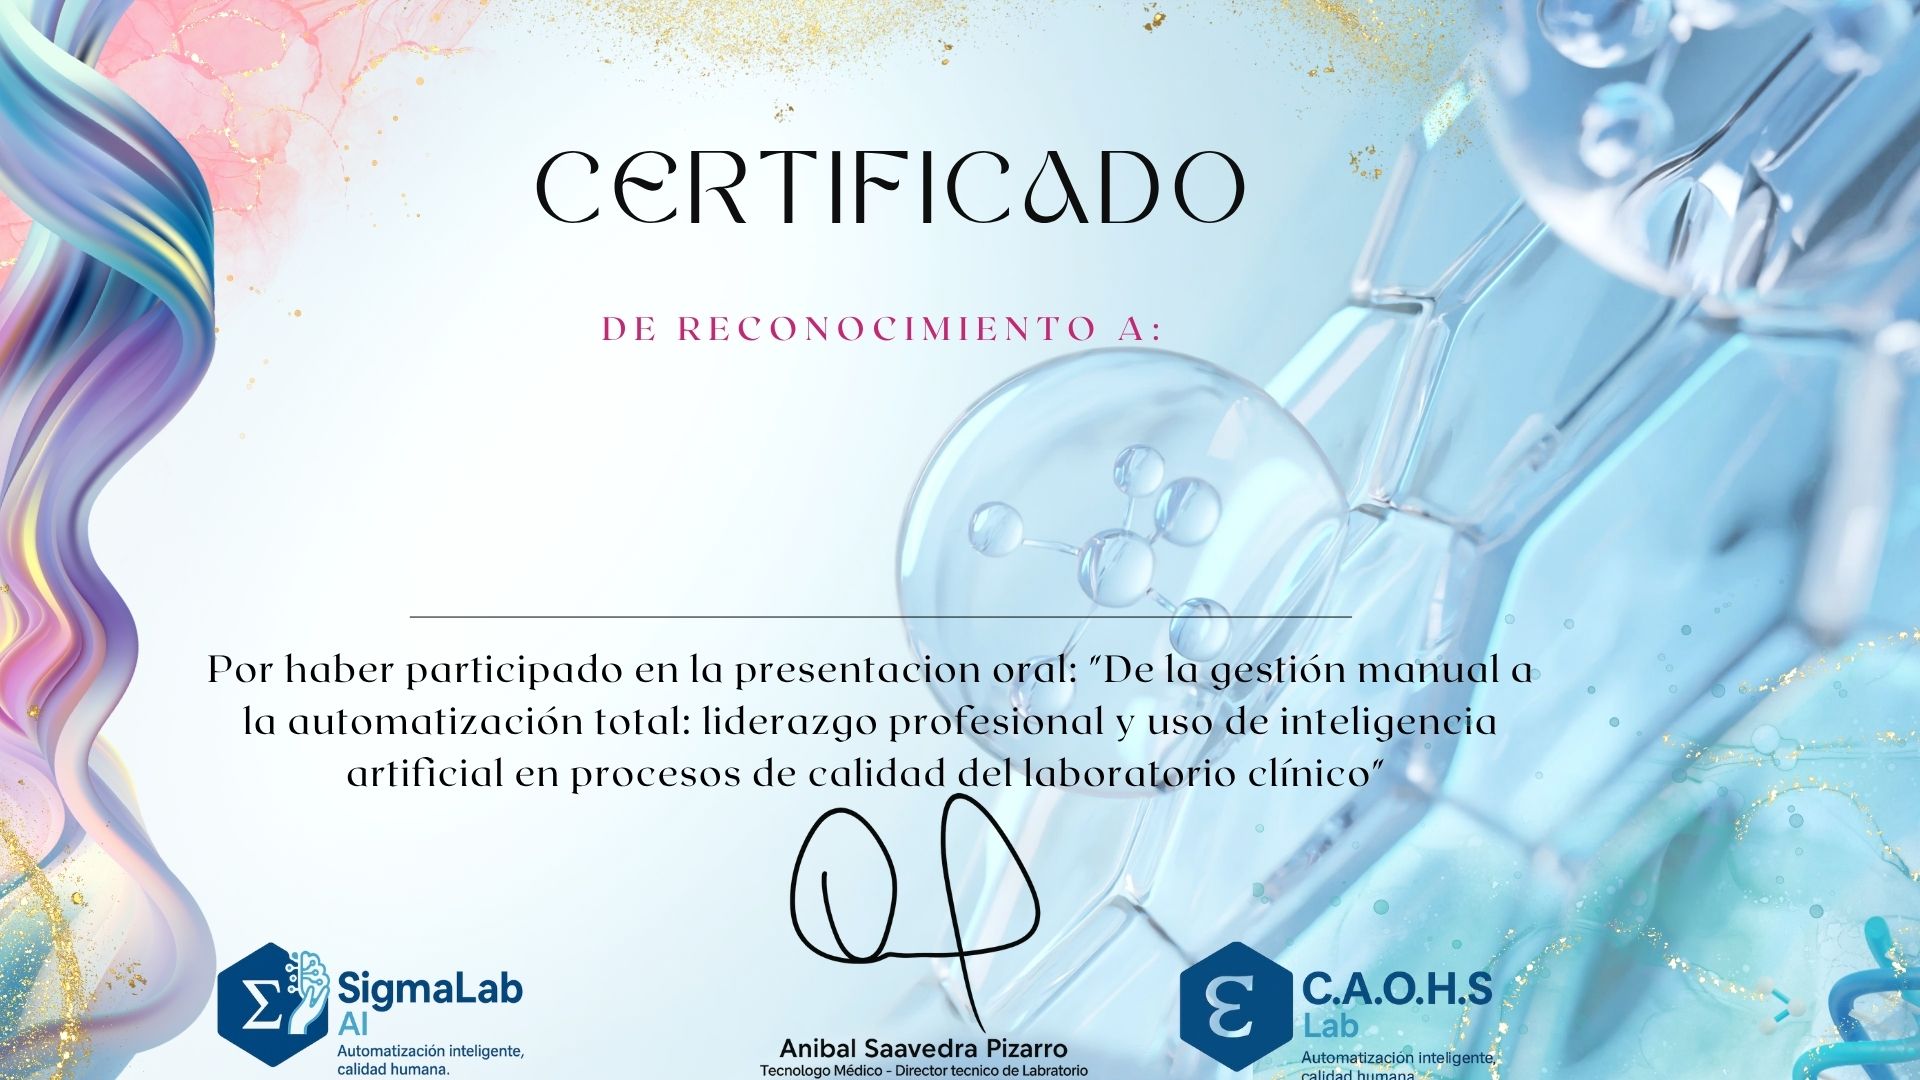 CERTIFICADO
DE RECONOCIMIENTO A:
Por haber participado en la presentacion oral: "De la gestión manual a
la automatización total: liderazgo profesional y uso de inteligencia
artificial en procesos de calidad del laboratorio clínico"
Σ
SigmaLab
AI
Automatización inteligente,
calidad humana.
Anibal Saavedra Pizarro
Tecnologo Médico - Director tecnico de Labratorio
Ɛ
C.A.O.H.S
Lab
Automatización inteligente,
calidad humana